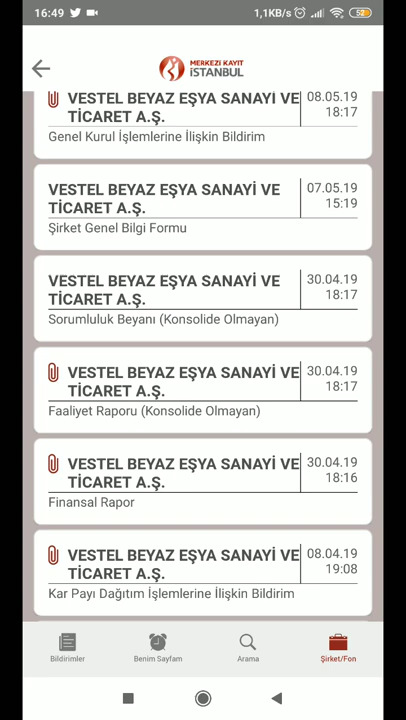 16:49
1,1KB/s
52
MERKEZİ KAYIT
İSTANBUL
VESTEL BEYAZ EŞYA SANAYİ VE
TİCARET A.Ş.
08.05.19
18:17
Genel Kurul İşlemlerine İlişkin Bildirim
VESTEL BEYAZ EŞYA SANAYİ VE
TİCARET A.Ş.
07.05.19
15:19
Şirket Genel Bilgi Formu
VESTEL BEYAZ EŞYA SANAYİ VE
TİCARET A.Ş.
30.04.19
18:17
Sorumluluk Beyanı (Konsolide Olmayan)
VESTEL BEYAZ EŞYA SANAYİ VE
TİCARET A.Ş.
30.04.19
18:17
Faaliyet Raporu (Konsolide Olmayan)
VESTEL BEYAZ EŞYA SANAYİ VE
TİCARET A.Ş.
30.04.19
18:16
Finansal Rapor
VESTEL BEYAZ EŞYA SANAYİ VE
TİCARET A.Ş.
08.04.19
19:08
Kar Payı Dağıtım İşlemlerine İlişkin Bildirim
Bildirimler
Benim Sayfam
Arama
Şirket/Fon